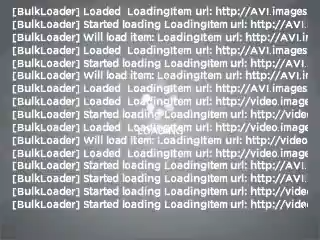 [BulkLoader] Loaded LoadingItem url: http://AVI.images
[BulkLoader] Started loading LoadingItem url: http://AVI.
[BulkLoader] Will load item: LoadingItem url: http://AVI.i
[BulkLoader] Loaded LoadingItem url: http://AVI.images
[BulkLoader] Started loading LoadingItem url: http://AVI.
[BulkLoader] Will load item: LoadingItem url: http://AVI.i
[BulkLoader] Loaded LoadingItem url: http://AVI.images
[BulkLoader] Loaded LoadingItem url: http://video.image
[BulkLoader] Started loading LoadingItem url: http://vide
[BulkLoader] Loaded LoadingItem url: http://video.image
LOADING
[BulkLoader] Will load item: LoadingItem url: http://video
[BulkLoader] Loaded LoadingItem url: http://video.image
[BulkLoader] Started loading LoadingItem url: http://AVI.
[BulkLoader] Started loading LoadingItem url: http://AVI.
[BulkLoader] Started loading LoadingItem url: http://vide
[BulkLoader] Started loading LoadingItem url: http://vide